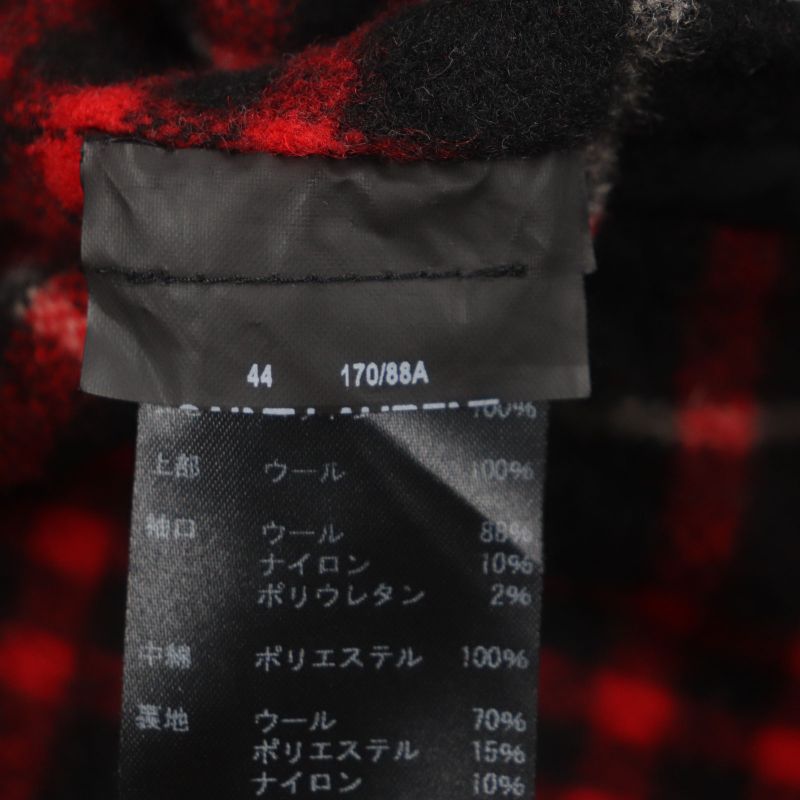 44 170/88A
100%
上部 ウール 100%
袖口 ウール 88%
ナイロン 10%
ポリウレタン 2%
中綿 ポリエステル 100%
裏地 ウール 70%
ポリエステル 15%
ナイロン 10%